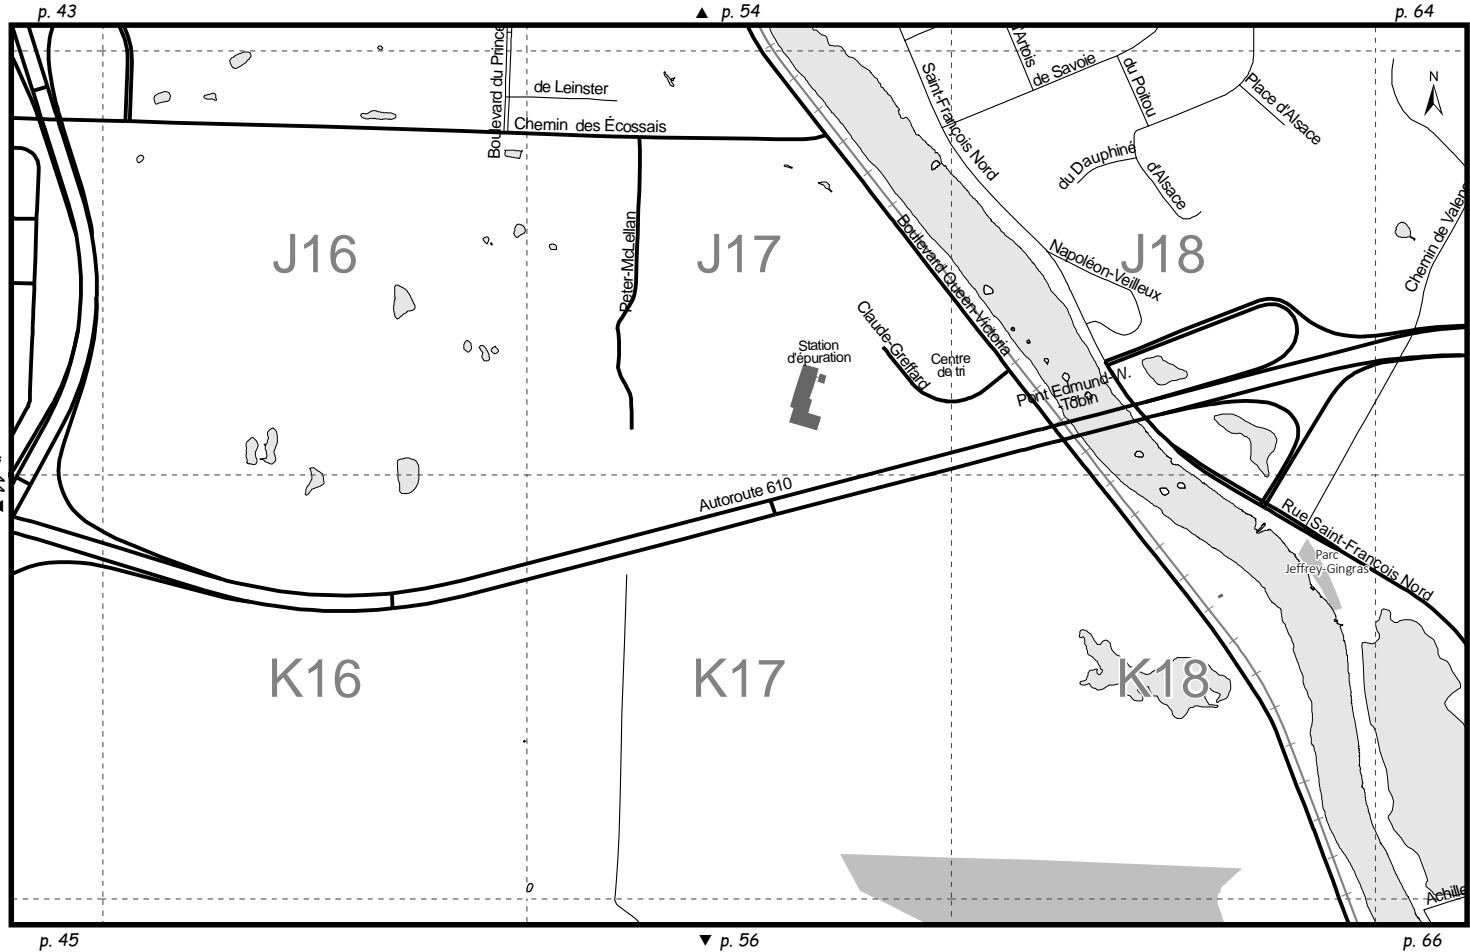 p. 43
▲ p. 54
p. 64
Boulevard du Prince
de Leinster
Chemin des Écossais
Saint-François Nord
d'Artois
de Savoie
du Poitou
Place d'Alsace
N
du Dauphiné
d'Alsace
Chemin de Valen
J16
Peter-McLellan
J17
Boulevard Queen-Victoria
Napoléon-Veilleux
J18
Claude-Greffard
Station
d'épuration
Centre
de tri
Pont Edmund-W.
-Tobin
Autoroute 610
Rue Saint-François Nord
Parc
Jeffrey-Gingras
K16
K17
K18
Achille
p. 45
▼ p. 56
p. 66